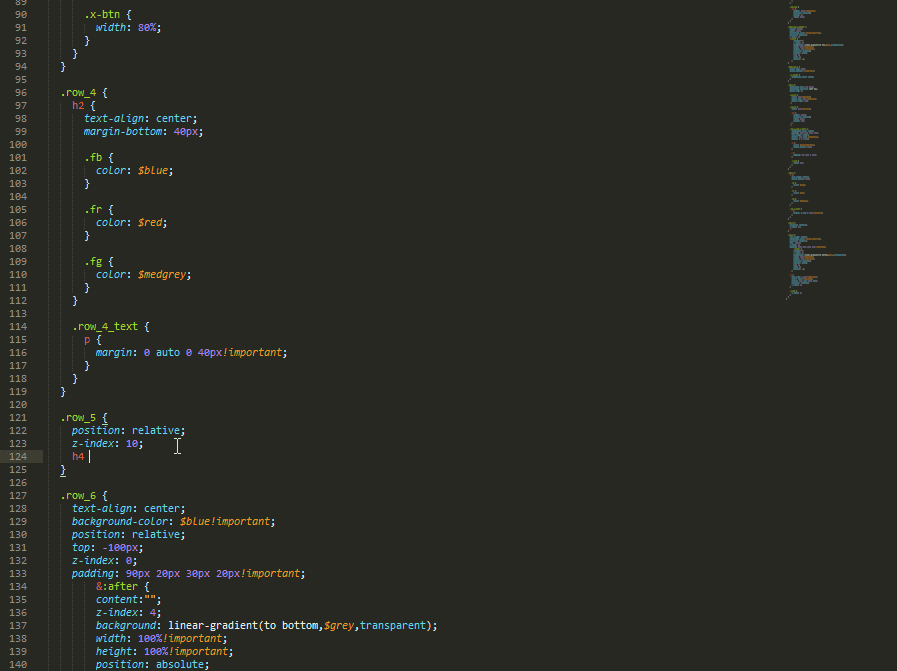 89
90 .x-btn {
91 width: 80%;
92 }
93 }
94 }
95
96 .row_4 {
97 h2 {
98 text-align: center;
99 margin-bottom: 40px;
100
101 .fb {
102 color: $blue;
103 }
104
105 .fr {
106 color: $red;
107 }
108
109 .fg {
110 color: $medgrey;
111 }
112 }
113
114 .row_4_text {
115 p {
116 margin: 0 auto 0 40px!important;
117 }
118 }
119 }
120
121 .row_5 {
122 position: relative;
123 z-index: 10;
124 h4
125 }
126
127 .row_6 {
128 text-align: center;
129 background-color: $blue!important;
130 position: relative;
131 top: -100px;
132 z-index: 0;
133 padding: 90px 20px 30px 20px!important;
134 &:after {
135 content:"";
136 z-index: 4;
137 background: linear-gradient(to bottom,$grey,transparent);
138 width: 100%!important;
139 height: 100%!important;
140 position: absolute;